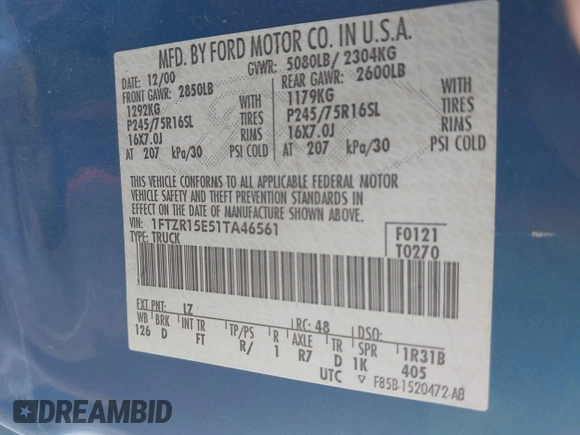 MFD. BY FORD MOTOR CO. IN U.S.A.
DATE: 12/00 GVWR: 5080LB/ 2304KG
FRONT GAWR: 2850LB REAR GAWR: 2600LB
1292KG WITH 1179KG WITH
P245/75R16SL TIRES P245/75R16SL TIRES
16X7.0J RIMS 16X7.0J RIMS
AT 207 kPa/30 PSI COLD AT 207 kPa/30 PSI COLD
THIS VEHICLE CONFORMS TO ALL APPLICABLE FEDERAL MOTOR
VEHICLE SAFETY AND THEFT PREVENTION STANDARDS IN
EFFECT ON THE DATE OF MANUFACTURE SHOWN ABOVE.
VIN: 1FTZR15E51TA46561 F0121
TYPE: TRUCK T0270
EXT PNT: LZ RC: 48 DSO:
WB BRK INT TR TP/PS R AXLE TR SPR 1R31B
126 D FT R/ 1 R7 D 1K 405
UTC ▽ F85B-1520472-AB
DREAMBID